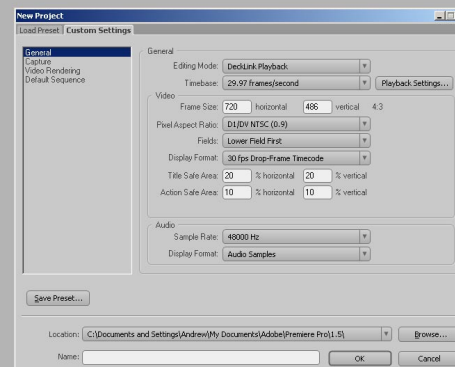 New Project
Load Preset Custom Settings
General
Capture
Video Rendering
Default Sequence
General
Editing Mode: DeckLink Playback
Timebase: 29.97 frames/second Playback Settings...
Video
Frame Size: 720 horizontal 486 vertical 4:3
Pixel Aspect Ratio: D1/DV NTSC (0.9)
Fields: Lower Field First
Display Format: 30 fps Drop-Frame Timecode
Title Safe Area: 20 % horizontal 20 % vertical
Action Safe Area: 10 % horizontal 10 % vertical
Audio
Sample Rate: 48000 Hz
Display Format: Audio Samples
Save Preset...
Location: C:\Documents and Settings\Andrew\My Documents\Adobe\Premiere Pro\1.5\ Browse...
Name: OK Cancel